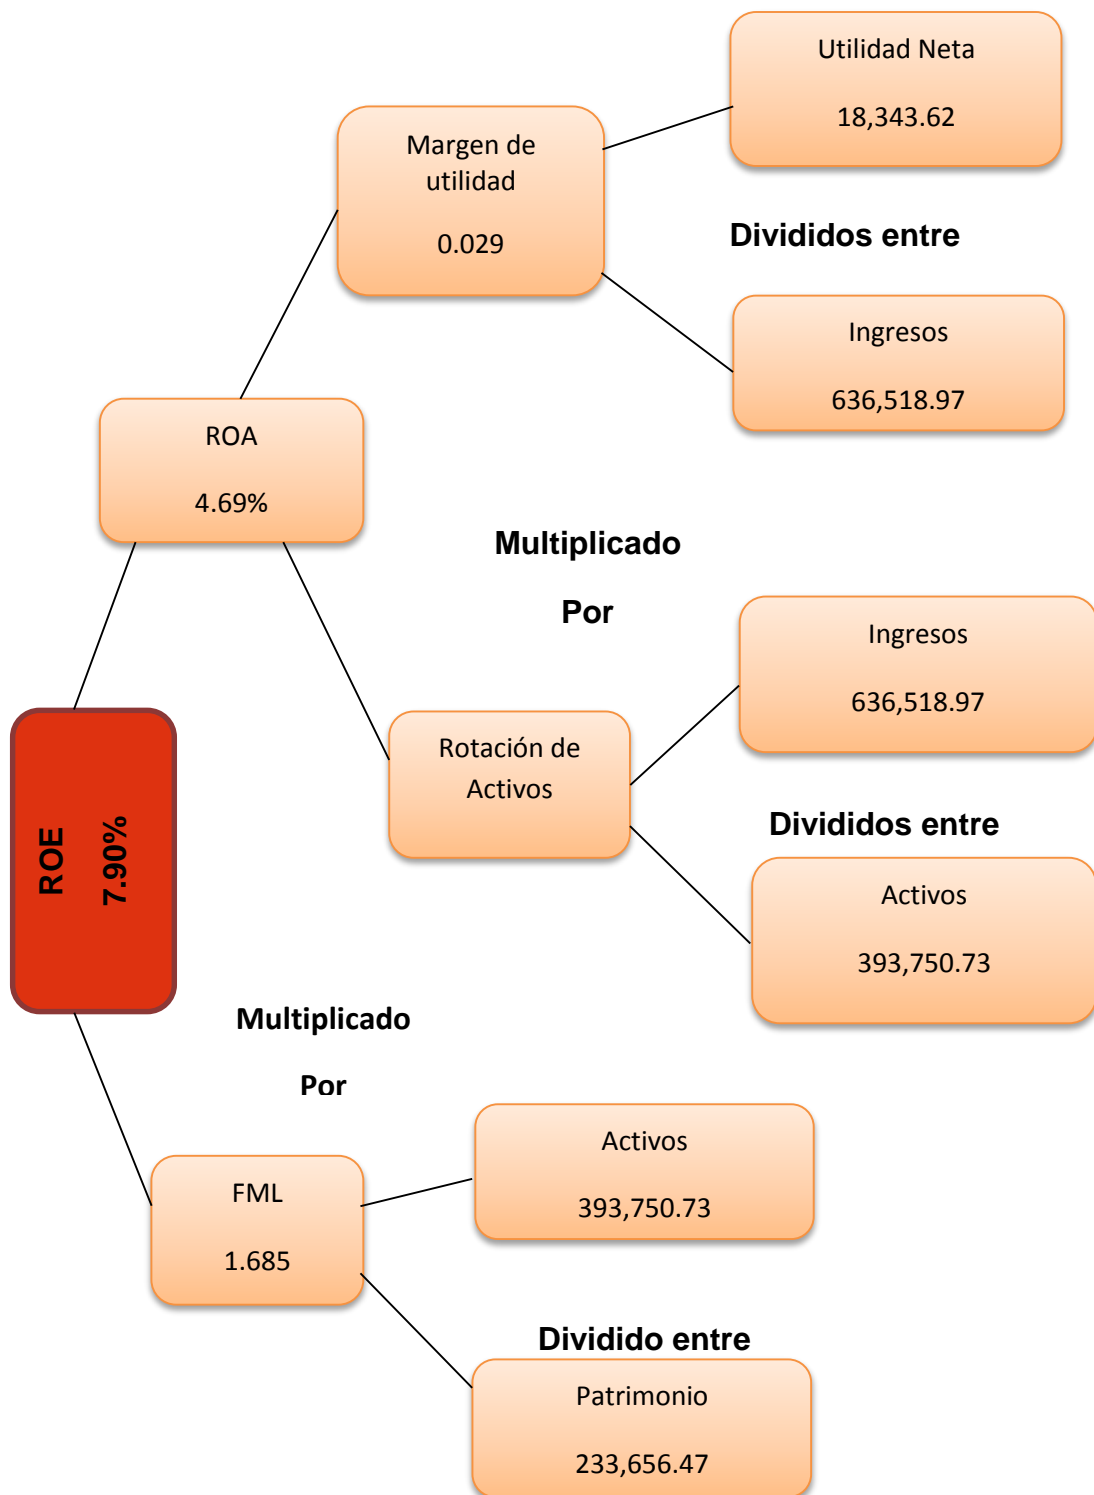 Utilidad Neta
18,343.62
Margen de
utilidad
0.029
Divididos entre
Ingresos
636,518.97
ROA
4.69%
Multiplicado
Por
Ingresos
636,518.97
Rotación de
Activos
Divididos entre
Activos
393,750.73
ROE
7.90%
Multiplicado
Por
Activos
393,750.73
FML
1.685
Dividido entre
Patrimonio
233,656.47